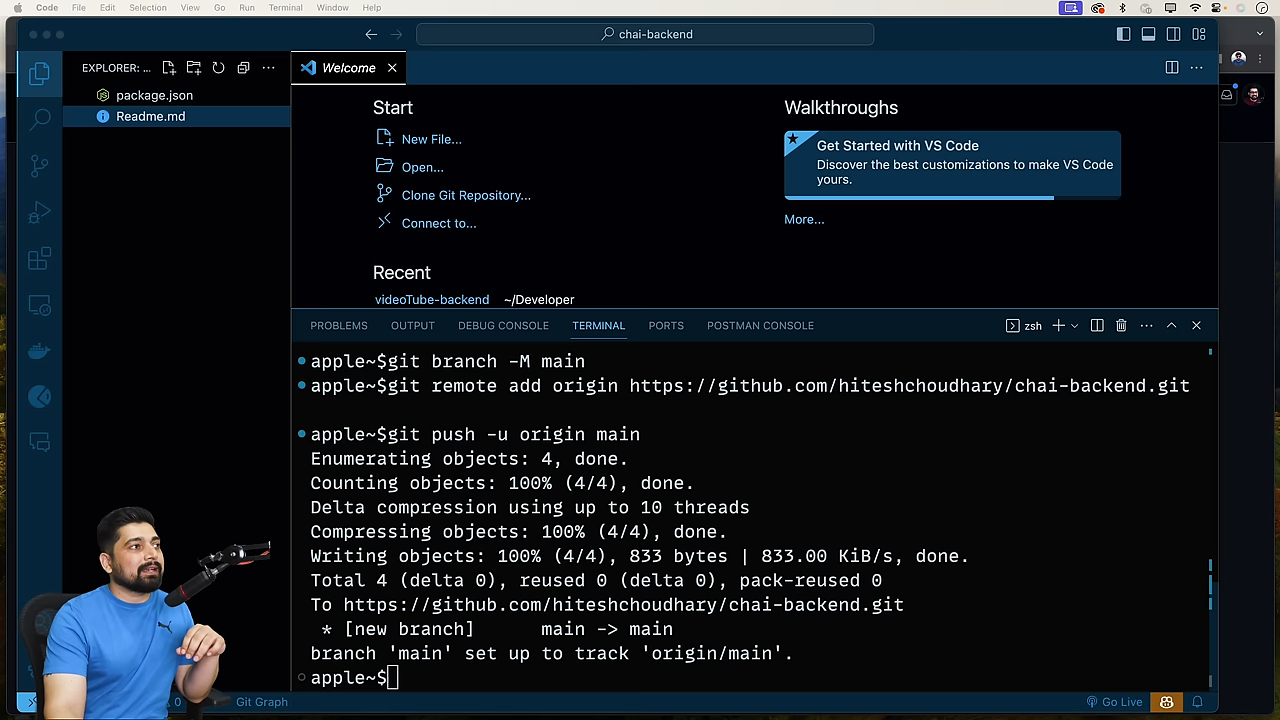 Code File Edit Selection View Go Run Terminal Window Help
chai-backend
EXPLORER: ...
Welcome
package.json
Readme.md
Start
New File...
Open...
Clone Git Repository...
Connect to...
Recent
videoTube-backend ~/Developer
Walkthroughs
Get Started with VS Code
Discover the best customizations to make VS Code
yours.
More...
PROBLEMS OUTPUT DEBUG CONSOLE TERMINAL PORTS POSTMAN CONSOLE
zsh
apple~$git branch -M main
apple~$git remote add origin https://github.com/hiteshchoudhary/chai-backend.git
apple~$git push -u origin main
Enumerating objects: 4, done.
Counting objects: 100% (4/4), done.
Delta compression using up to 10 threads
Compressing objects: 100% (4/4), done.
Writing objects: 100% (4/4), 833 bytes | 833.00 KiB/s, done.
Total 4 (delta 0), reused 0 (delta 0), pack-reused 0
To https://github.com/hiteshchoudhary/chai-backend.git
* [new branch] main -> main
branch 'main' set up to track 'origin/main'.
apple~$
0 Git Graph Go Live